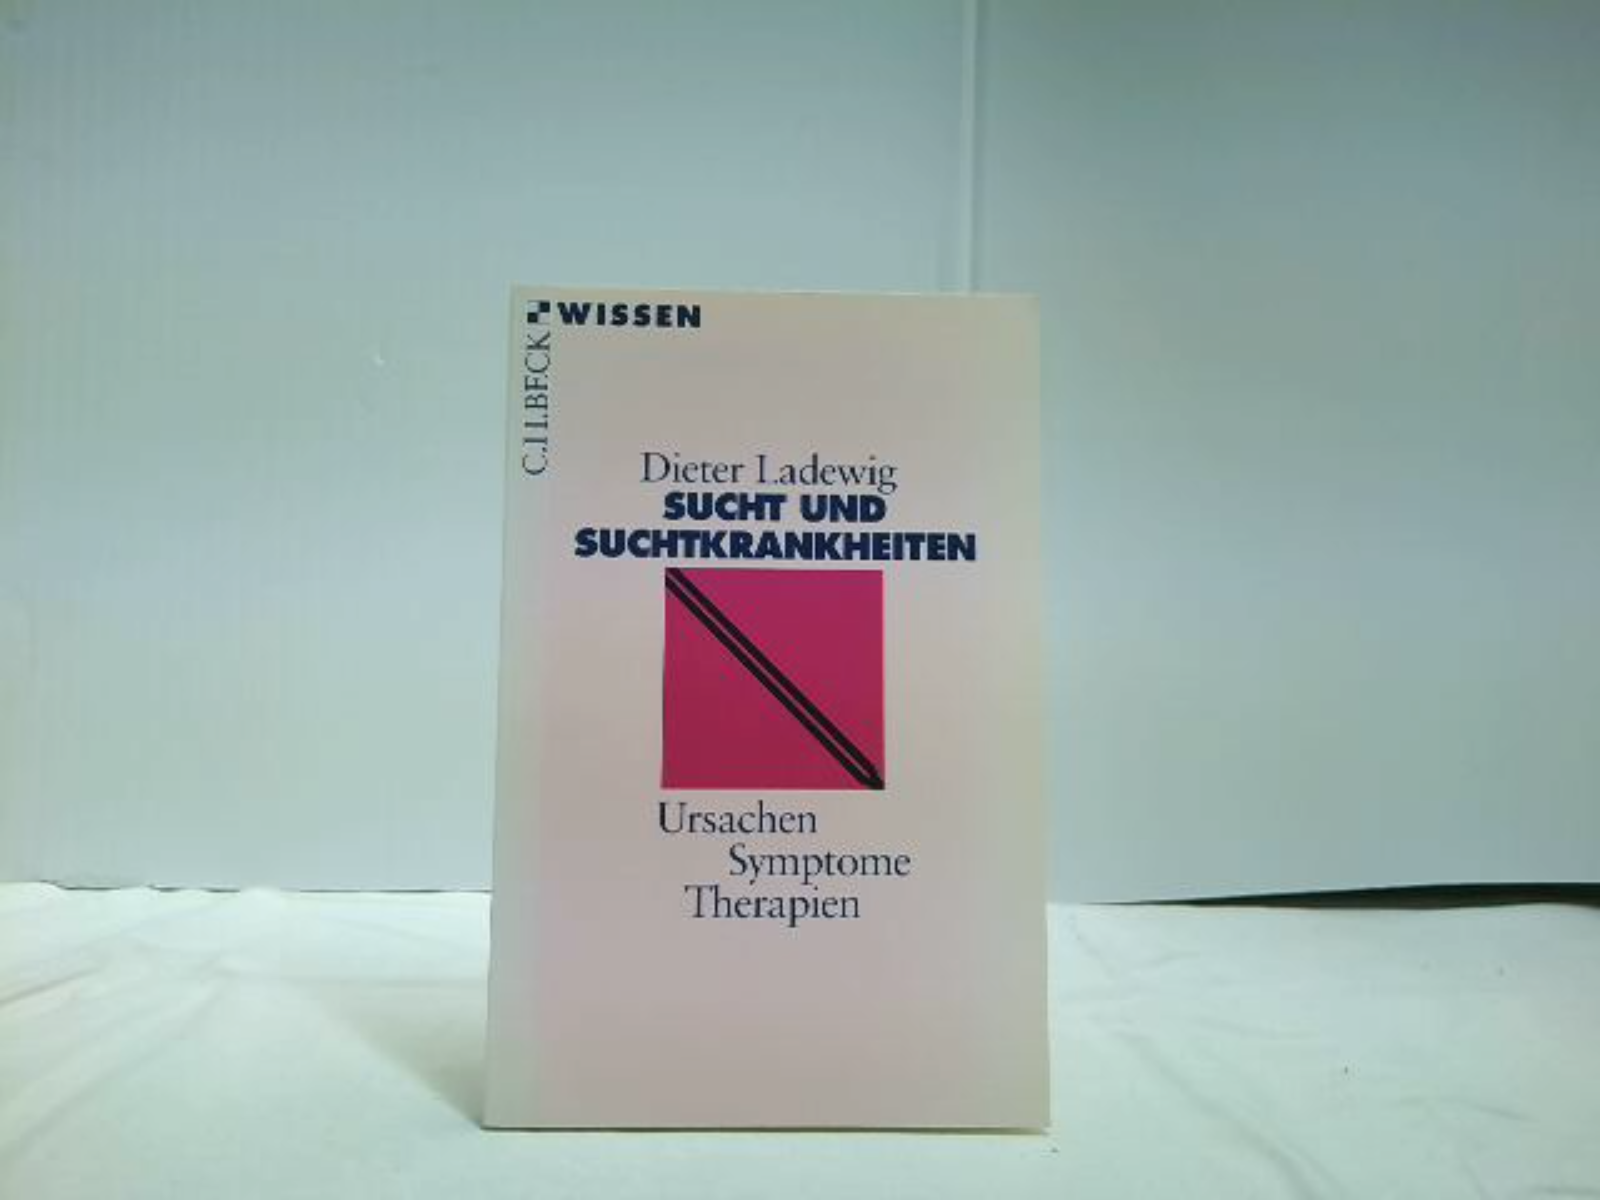 WISSEN
C.H.BECK
Dieter Ladewig
SUCHT UND
SUCHTKRANKHEITEN
Ursachen
Symptome
Therapien